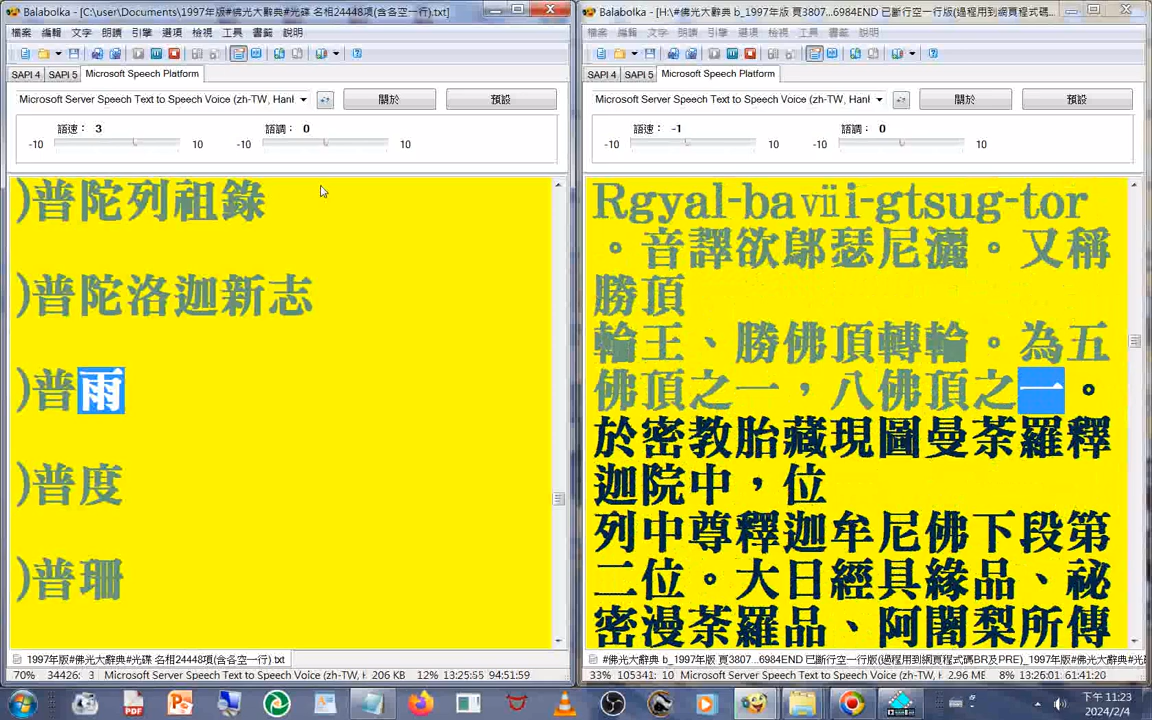 Balabolka - [C:\user\Documents\1997年版#佛光大辭典#光碟 名相24448項(含各空一行).txt]
檔案 編輯 文字 朗讀 引擎 選項 檢視 工具 書籤 說明
SAPI 4 SAPI 5 Microsoft Speech Platform
Microsoft Server Speech Text to Speech Voice (zh-TW, Hanl 關於 預設
語速： 3 語調： 0
-10 10 -10 10
)普陀列祖錄
)普陀洛迦新志
)普雨
)普度
)普珊
1997年版#佛光大辭典#光碟 名相24448項(含各空一行).txt
70% 34426: 3 Microsoft Server Speech Text to Speech Voice (zh-TW, 206 KB 12% 13:25:55 94:51:59
Balabolka - [H:\#佛光大辭典 b_1997年版 頁3807...6984END 已斷行空一行版(過程用到網頁程式碼
檔案 編輯 文字 朗讀 引擎 選項 檢視 工具 書籤 說明
SAPI 4 SAPI 5 Microsoft Speech Platform
Microsoft Server Speech Text to Speech Voice (zh-TW, Hanl 關於 預設
語速： -1 語調： 0
-10 10 -10 10
Rgyal-baⅶi-gtsug-tor
。音譯欲鄔瑟尼灑。又稱
勝頂
輪王、勝佛頂轉輪。為五
佛頂之一，八佛頂之一。
於密教胎藏現圖曼荼羅釋
迦院中，位
列中尊釋迦牟尼佛下段第
二位。大日經具緣品、祕
密漫荼羅品、阿闍梨所傳
#佛光大辭典 b_1997年版 頁3807...6984END 已斷行空一行版(過程用到網頁程式碼BR及PRE)_1997年版#光
33% 105341: 10 Microsoft Server Speech Text to Speech Voice (zh-TW, 2.96 ME 8% 13:26:01 61:41:20
下午 11:23
2024/2/4